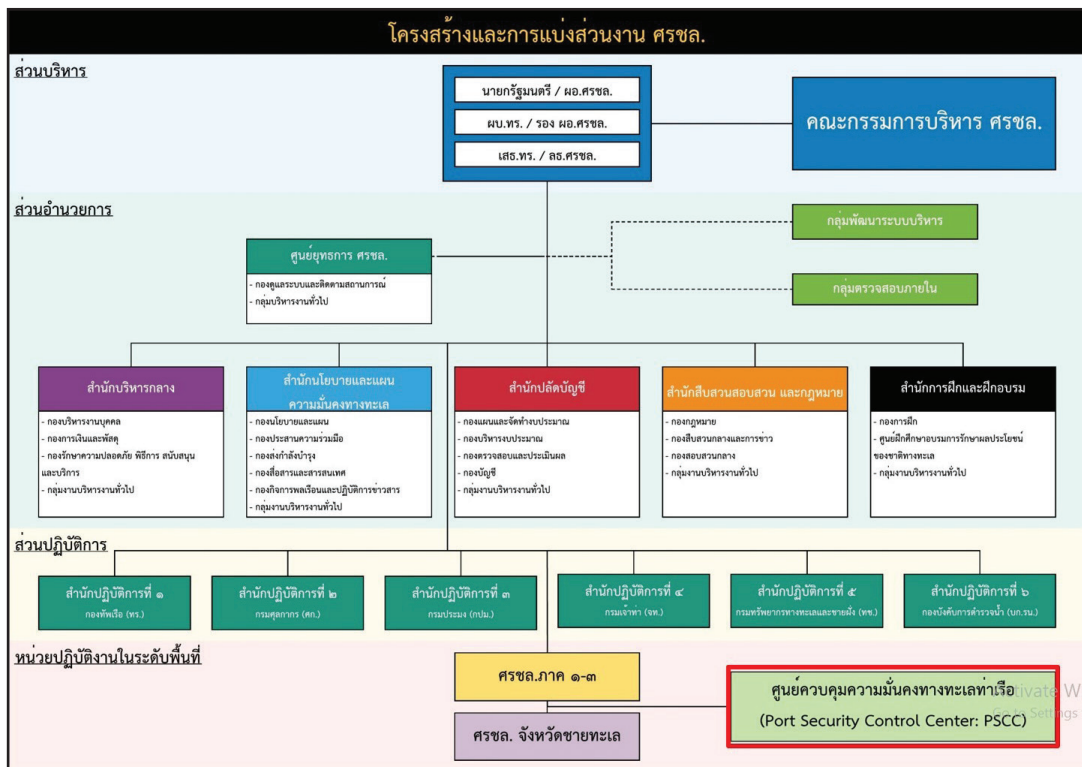 โครงสร้างและการแบ่งส่วนงาน ศรชล.
ส่วนบริหาร
นายกรัฐมนตรี / ผอ.ศรชล.
ผบ.ทร. / รอง ผอ.ศรชล.
เสธ.ทร. / ลธ.ศรชล.
คณะกรรมการบริหาร ศรชล.
ส่วนอำนวยการ
ศูนย์ยุทธการ ศรชล.
- กองดูแลระบบและติดตามสถานการณ์
- กลุ่มบริหารงานทั่วไป
กลุ่มพัฒนาระบบบริหาร
กลุ่มตรวจสอบภายใน
สำนักบริหารกลาง
- กองบริหารงานบุคคล
- กองการเงินและพัสดุ
- กองรักษาความปลอดภัย พิธีการ สนับสนุน
และบริการ
- กลุ่มงานบริหารงานทั่วไป
สำนักนโยบายและแผน
ความมั่นคงทางทะเล
- กองนโยบายและแผน
- กองประสานความร่วมมือ
- กองส่งกำลังบำรุง
- กองสื่อสารและสารสนเทศ
- กองกิจการพลเรือนและปฏิบัติการข่าวสาร
- กลุ่มงานบริหารงานทั่วไป
สำนักปลัดบัญชี
- กองแผนและจัดทำงบประมาณ
- กองบริหารงบประมาณ
- กองตรวจสอบและประเมินผล
- กองบัญชี
- กลุ่มงานบริหารงานทั่วไป
สำนักสืบสวนสอบสวน และกฎหมาย
- กองกฎหมาย
- กองสืบสวนกลางและการข่าว
- กองสอบสวนกลาง
- กลุ่มงานบริหารงานทั่วไป
สำนักการฝึกและฝึกอบรม
- กองการฝึก
- ศูนย์ฝึกศึกษาอบรมการรักษาผลประโยชน์
ของชาติทางทะเล
- กลุ่มงานบริหารงานทั่วไป
ส่วนปฏิบัติการ
สำนักปฏิบัติการที่ ๑
กองทัพเรือ (ทร.)
สำนักปฏิบัติการที่ ๒
กรมศุลกากร (ศก.)
สำนักปฏิบัติการที่ ๓
กรมประมง (กปม.)
สำนักปฏิบัติการที่ ๔
กรมเจ้าท่า (จท.)
สำนักปฏิบัติการที่ ๕
กรมทรัพยากรทางทะเลและชายฝั่ง (ทช.)
สำนักปฏิบัติการที่ ๖
กองบังคับการตำรวจน้ำ (บก.รน.)
หน่วยปฏิบัติงานในระดับพื้นที่
ศรชล.ภาค ๑-๓
ศรชล. จังหวัดชายทะเล
ศูนย์ควบคุมความมั่นคงทางทะเลท่าเรือ
(Port Security Control Center: PSCC)
Go to Settings